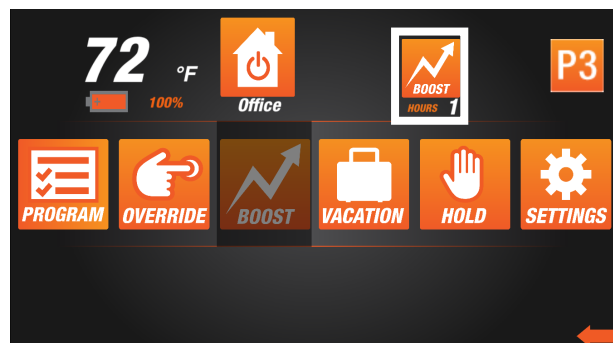 72 °F
100%
Office
BOOST
HOURS 1
P3
PROGRAM
OVERRIDE
BOOST
VACATION
HOLD
SETTINGS